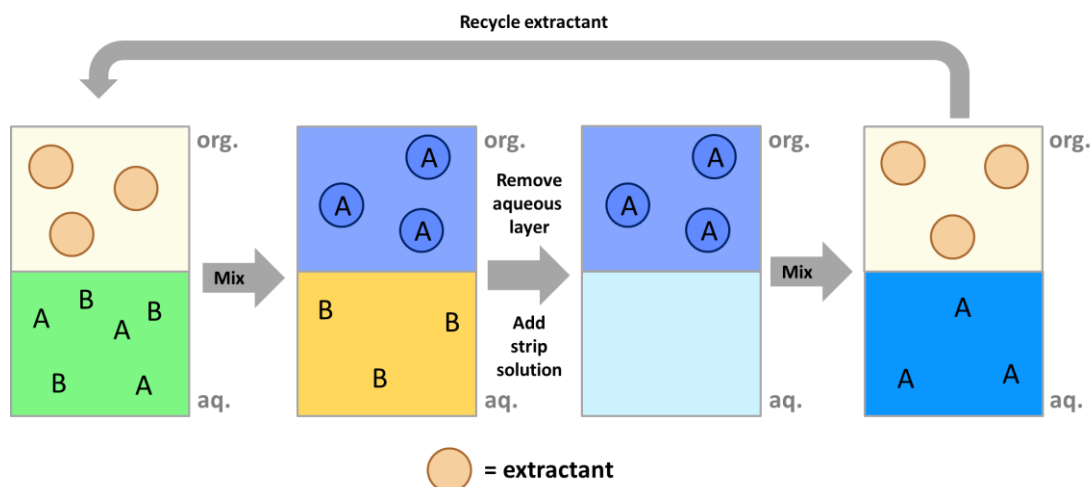 Recycle extractant
org.
A
B
B
A
B
A
aq.
Mix
org.
A
A
A
B
B
B
aq.
Remove
aqueous
layer
Add
strip
solution
org.
A
A
A
aq.
Mix
org.
A
A
A
aq.
= extractant